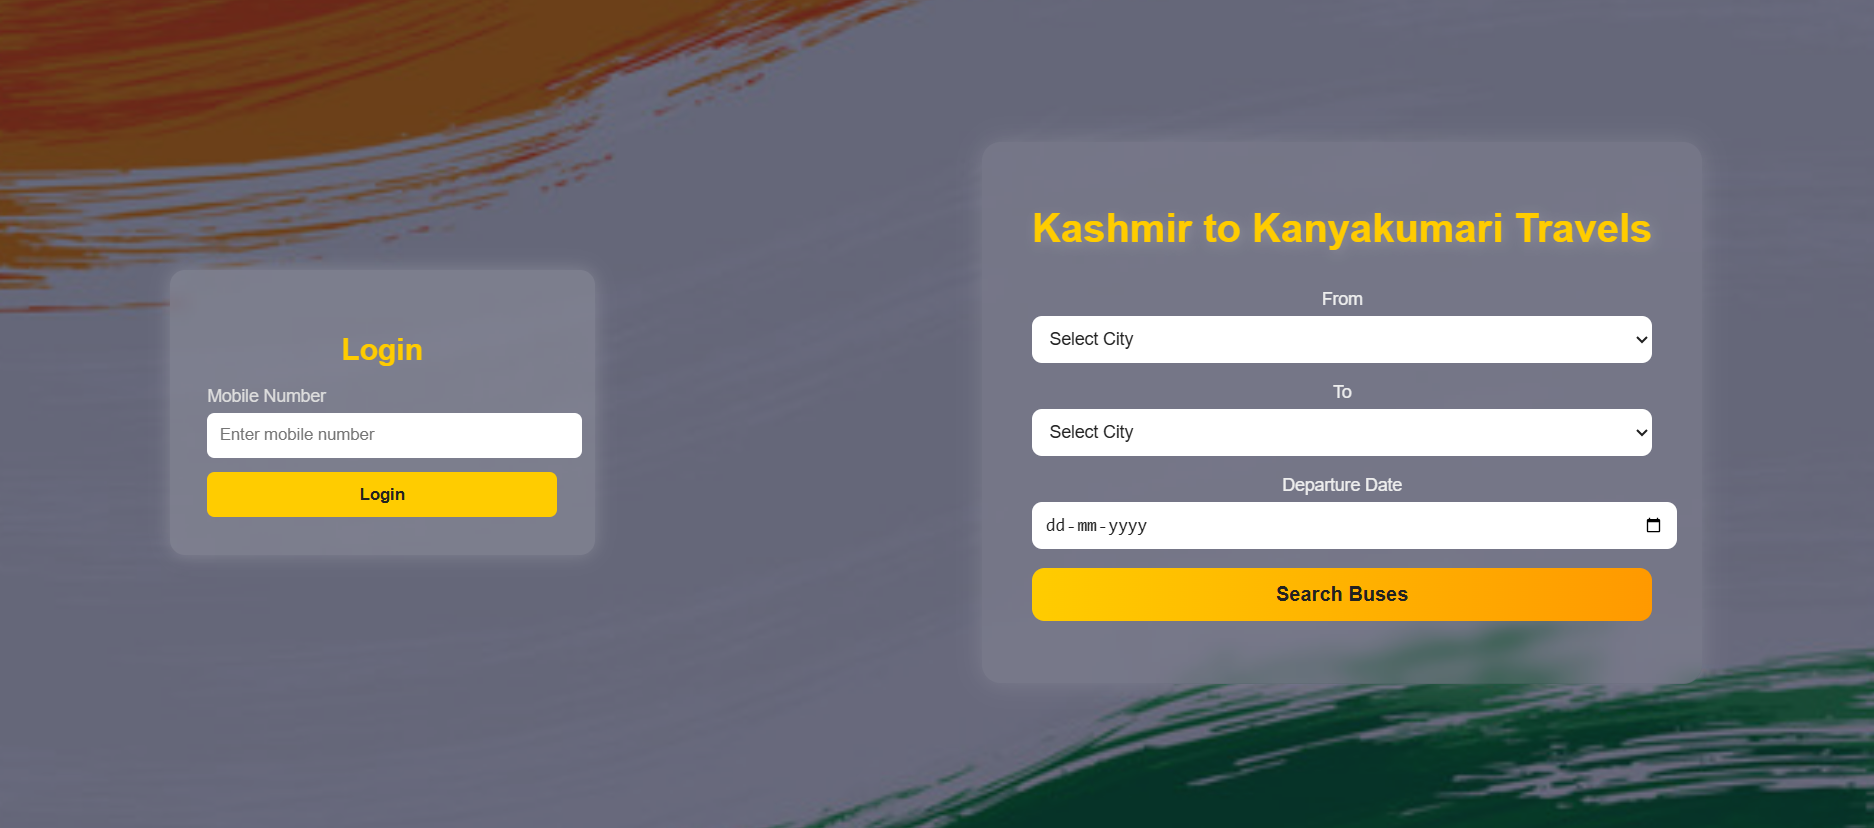 Login
Mobile Number
Enter mobile number
Login
Kashmir to Kanyakumari Travels
From
Select City
To
Select City
Departure Date
dd-mm-yyyy
Search Buses